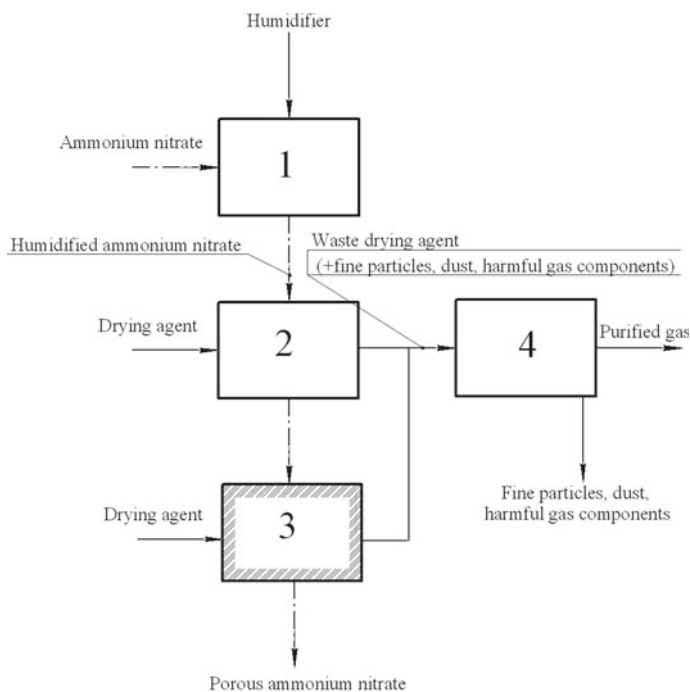 Humidifier
Ammonium nitrate
1
Humidified ammonium nitrate
Waste drying agent
(+fine particles, dust, harmful gas components)
Drying agent
2
4
Purified gas
Drying agent
3
Fine particles, dust,
harmful gas components
Porous ammonium nitrate